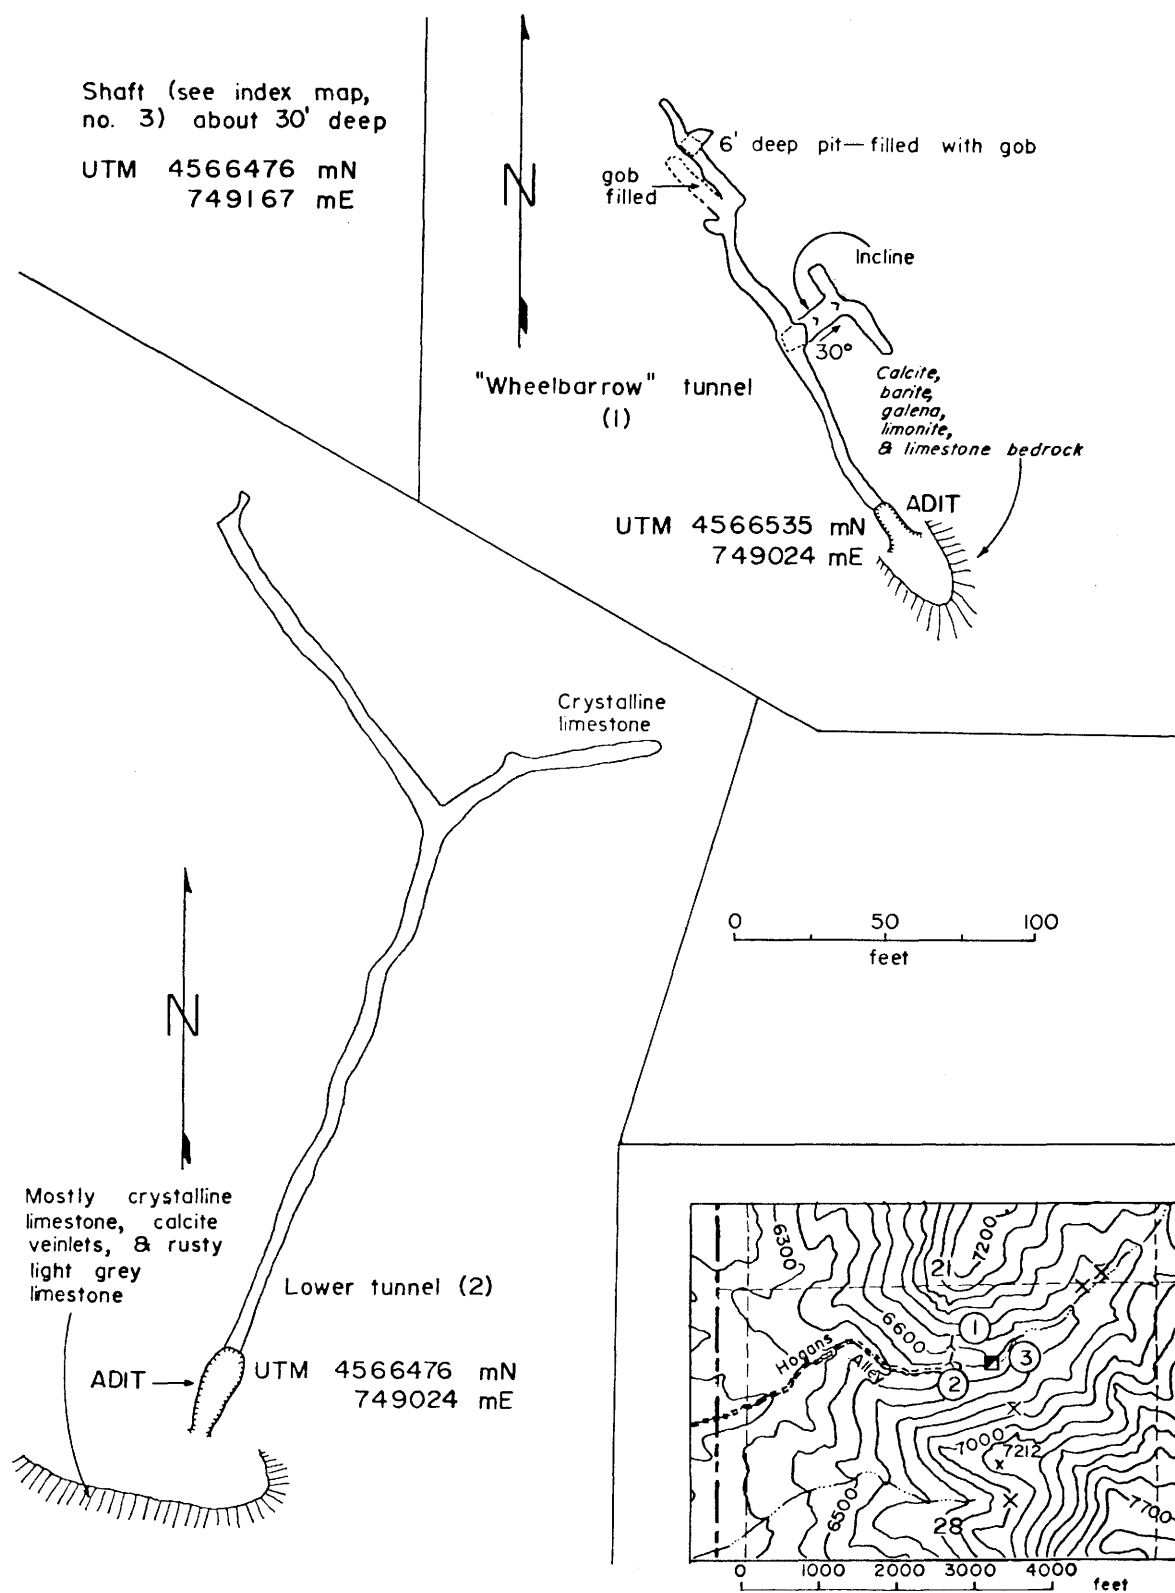 Shaft (see index map,
no. 3) about 30' deep
UTM 4566476 mN
749167 mE
N
6' deep pit—filled with gob
gob
filled
Incline
30°
"Wheelbarrow" tunnel
(1)
Calcite,
barite,
galena,
limonite,
& limestone bedrock
ADIT
UTM 4566535 mN
749024 mE
Crystalline
limestone
0 50 100
feet
N
Mostly crystalline
limestone, calcite
veinlets, & rusty
light grey
limestone
Lower tunnel (2)
ADIT
UTM 4566476 mN
749024 mE
6300
21
7200
6600
1
Hogans
Alley
3
2
7000
7212
6500
28
7700
0 1000 2000 3000 4000
feet